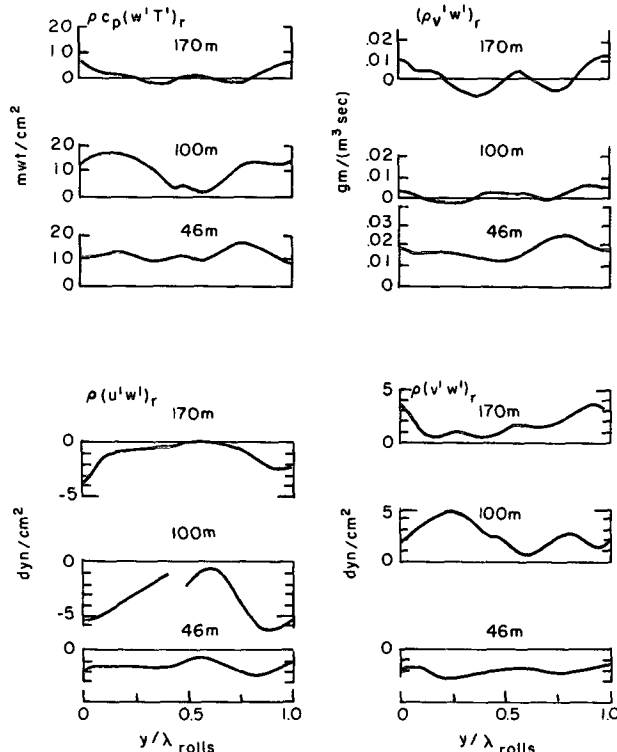 ρ c_p (w'T')_r
(ρ_v'w')_r
20
170m
10
0
.02
170m
.01
0
.01
mwt/cm²
gm/(m³ sec)
20
100m
10
0
.02
100m
.01
0
20
46m
10
0
.03
46m
.02
.01
0
ρ(u'w')_r
170m
0
-5
5
ρ(v'w')_r
170m
0
dyn/cm²
dyn/cm²
100m
0
-5
100m
5
0
46m
0
46m
0
0
0.5
1.0
y/λ rolls
0
0.5
1.0
y/λ rolls